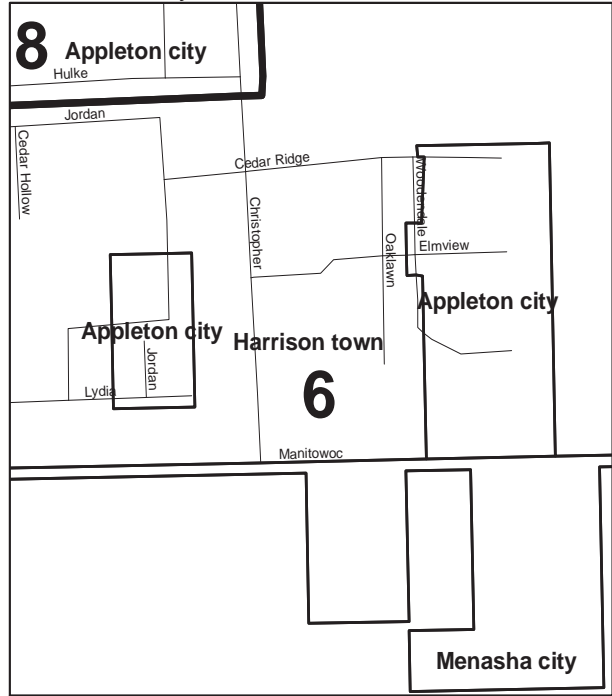 8 Appleton city
Hulke
Jordan
Cedar Hollow
Cedar Ridge
Woodendale
Christopher
Oaklawn
Elmview
Appleton city
Appleton city
Harrison town
Jordan
6
Lydia
Manitowoc
Menasha city